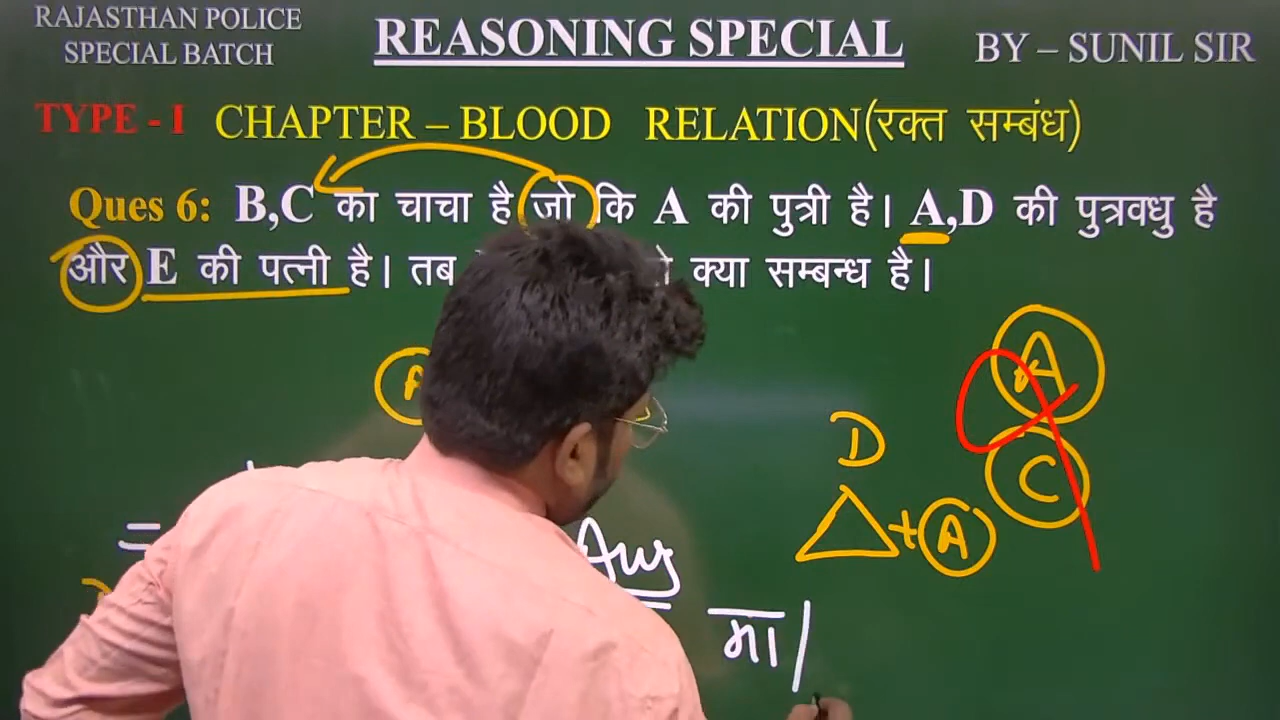 RAJASTHAN POLICE
SPECIAL BATCH
REASONING SPECIAL
BY – SUNIL SIR
TYPE - I CHAPTER – BLOOD RELATION(रक्त सम्बंध)
Ques 6: B,C का चाचा है जो कि A की पुत्री है। A,D की पुत्रवधु है
और E की पत्नी है। तब क्या सम्बन्ध है।
A
D
C
+ A
=
Ans
मा /